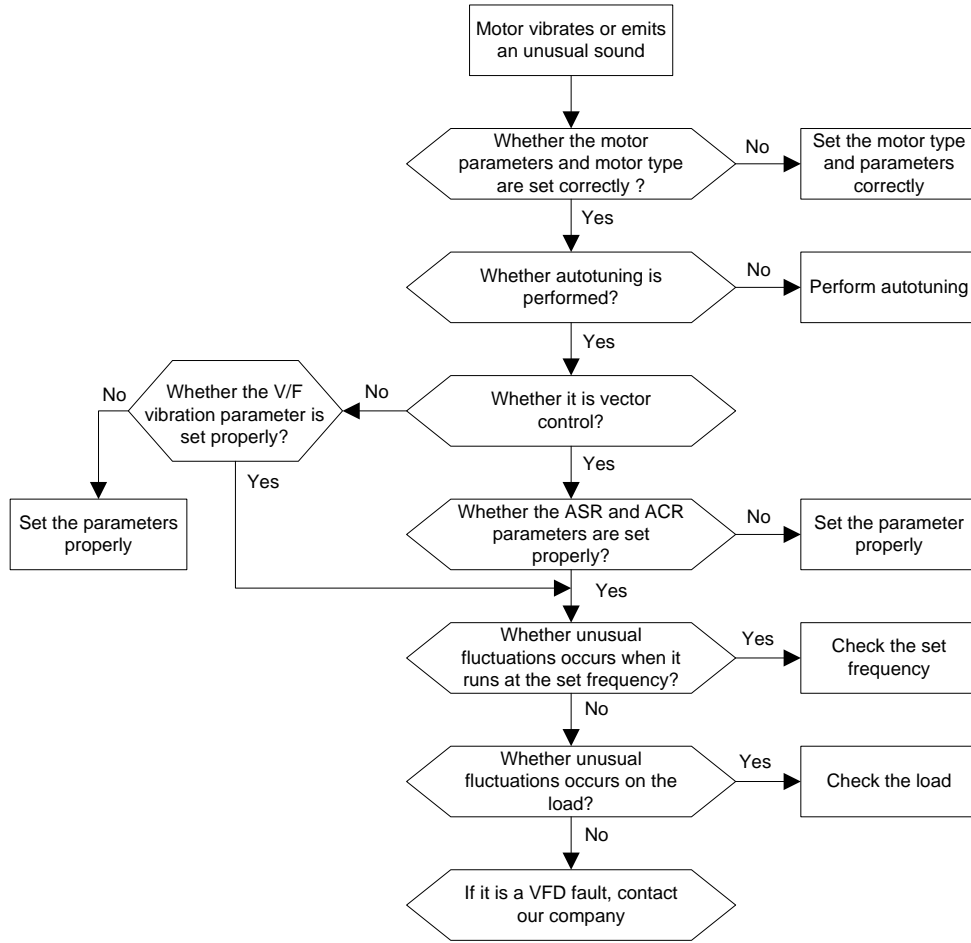 Motor vibrates or emits
an unusual sound
Whether the motor
parameters and motor type
are set correctly ?
No
Set the motor type
and parameters
correctly
Yes
Whether autotuning is
performed?
No
Perform autotuning
Yes
Whether it is vector
control?
No
Whether the V/F
vibration parameter is
set properly?
No
Set the parameters
properly
Yes
Yes
Whether the ASR and ACR
parameters are set
properly?
No
Set the parameter
properly
Yes
Whether unusual
fluctuations occurs when it
runs at the set frequency?
Yes
Check the set
frequency
No
Whether unusual
fluctuations occurs on the
load?
Yes
Check the load
No
If it is a VFD fault, contact
our company